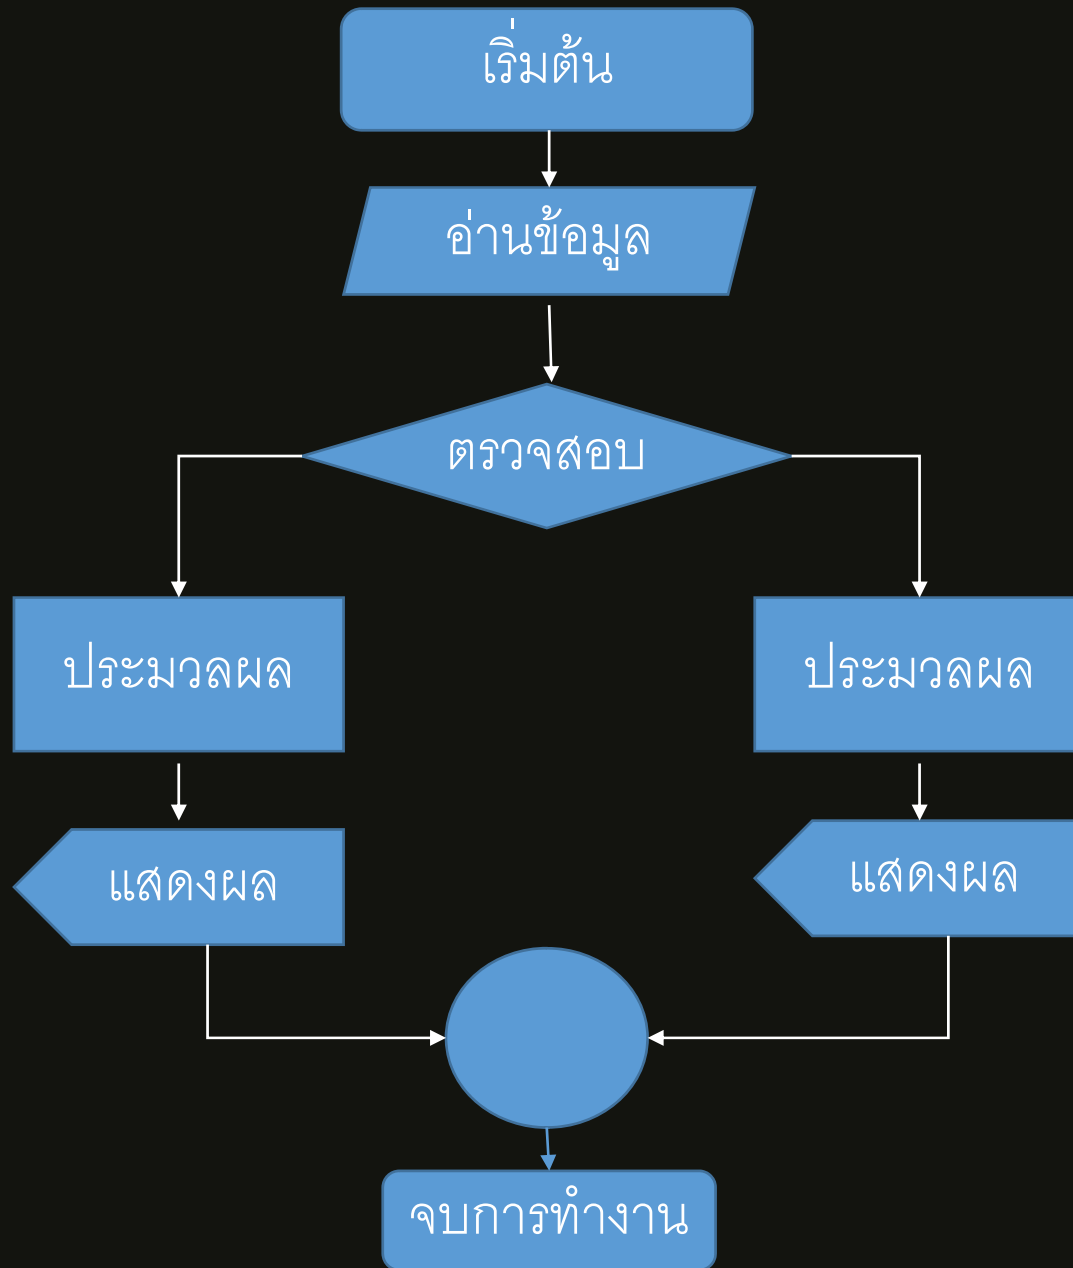 เริ่มต้น
อ่านข้อมูล
ตรวจสอบ
ประมวลผล
ประมวลผล
แสดงผล
แสดงผล
จบการทำงาน